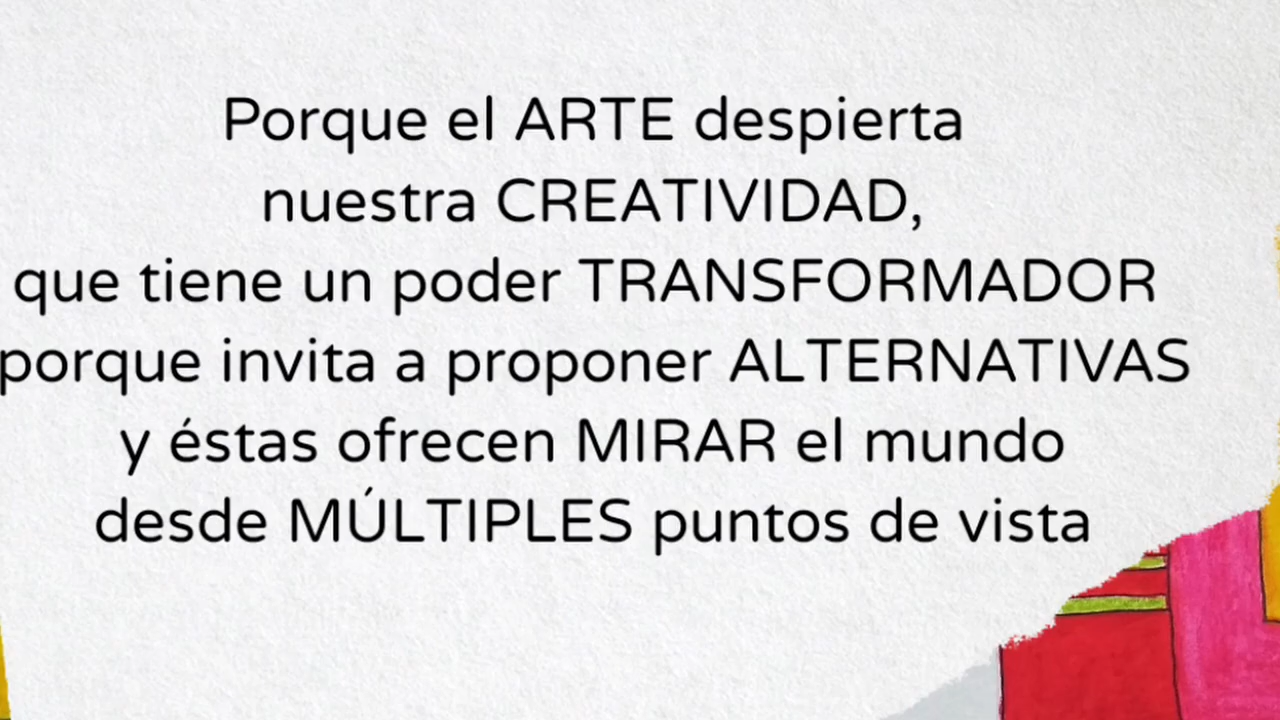 Porque el ARTE despierta
nuestra CREATIVIDAD,
que tiene un poder TRANSFORMADOR
porque invita a proponer ALTERNATIVAS
y éstas ofrecen MIRAR el mundo
desde MÚLTIPLES puntos de vista